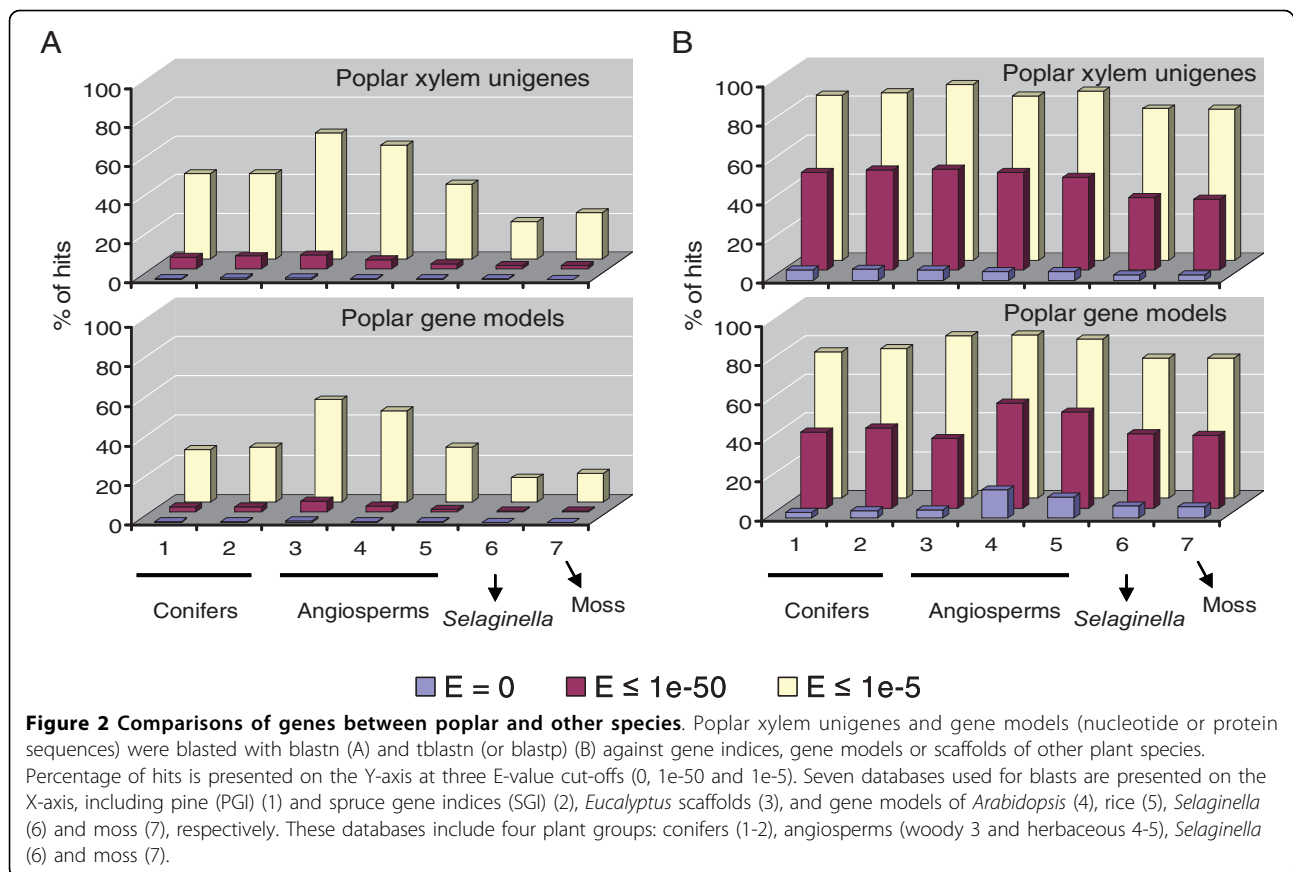 A
B
Poplar xylem unigenes
Poplar xylem unigenes
100
80
60
40
20
0
100
80
60
40
20
0
% of hits
Poplar gene models
Poplar gene models
100
80
60
40
20
0
100
80
60
40
20
0
1 2 3 4 5 6 7
1 2 3 4 5 6 7
Conifers
Angiosperms
Selaginella
Moss
Conifers
Angiosperms
Selaginella
Moss
E = 0 E ≤ 1e-50 E ≤ 1e-5
Figure 2 Comparisons of genes between poplar and other species. Poplar xylem unigenes and gene models (nucleotide or protein
sequences) were blasted with blastn (A) and tblastn (or blastp) (B) against gene indices, gene models or scaffolds of other plant species.
Percentage of hits is presented on the Y-axis at three E-value cut-offs (0, 1e-50 and 1e-5). Seven databases used for blasts are presented on the
X-axis, including pine (PGI) (1) and spruce gene indices (SGI) (2), Eucalyptus scaffolds (3), and gene models of Arabidopsis (4), rice (5), Selaginella
(6) and moss (7), respectively. These databases include four plant groups: conifers (1-2), angiosperms (woody 3 and herbaceous 4-5), Selaginella
(6) and moss (7).